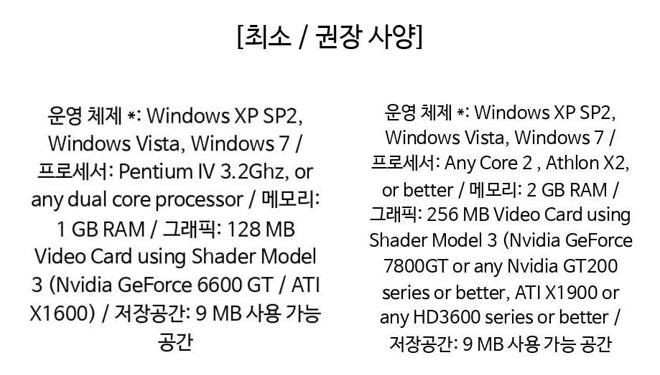 [최소 / 권장 사양]
운영 체제 *: Windows XP SP2,
Windows Vista, Windows 7 /
프로세서: Pentium IV 3.2Ghz, or
any dual core processor / 메모리:
1 GB RAM / 그래픽: 128 MB
Video Card using Shader Model
3 (Nvidia GeForce 6600 GT / ATI
X1600) / 저장공간: 9 MB 사용 가능
공간
운영 체제 *: Windows XP SP2,
Windows Vista, Windows 7 /
프로세서: Any Core 2 , Athlon X2,
or better / 메모리: 2 GB RAM /
그래픽: 256 MB Video Card using
Shader Model 3 (Nvidia GeForce
7800GT or any Nvidia GT200
series or better, ATI X1900 or
any HD3600 series or better /
저장공간: 9 MB 사용 가능 공간